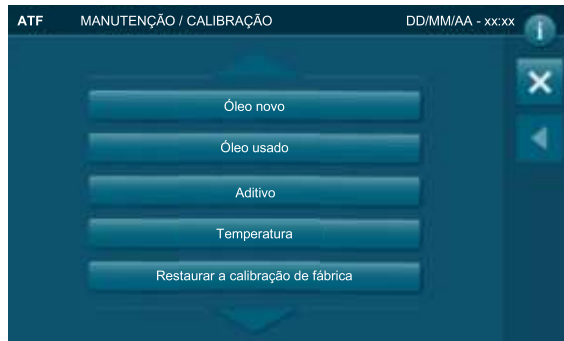 ATF MANUTENÇÃO / CALIBRAÇÃO DD/MM/AA - xx:xx i
Óleo novo
Óleo usado
Aditivo
Temperatura
Restaurar a calibração de fábrica